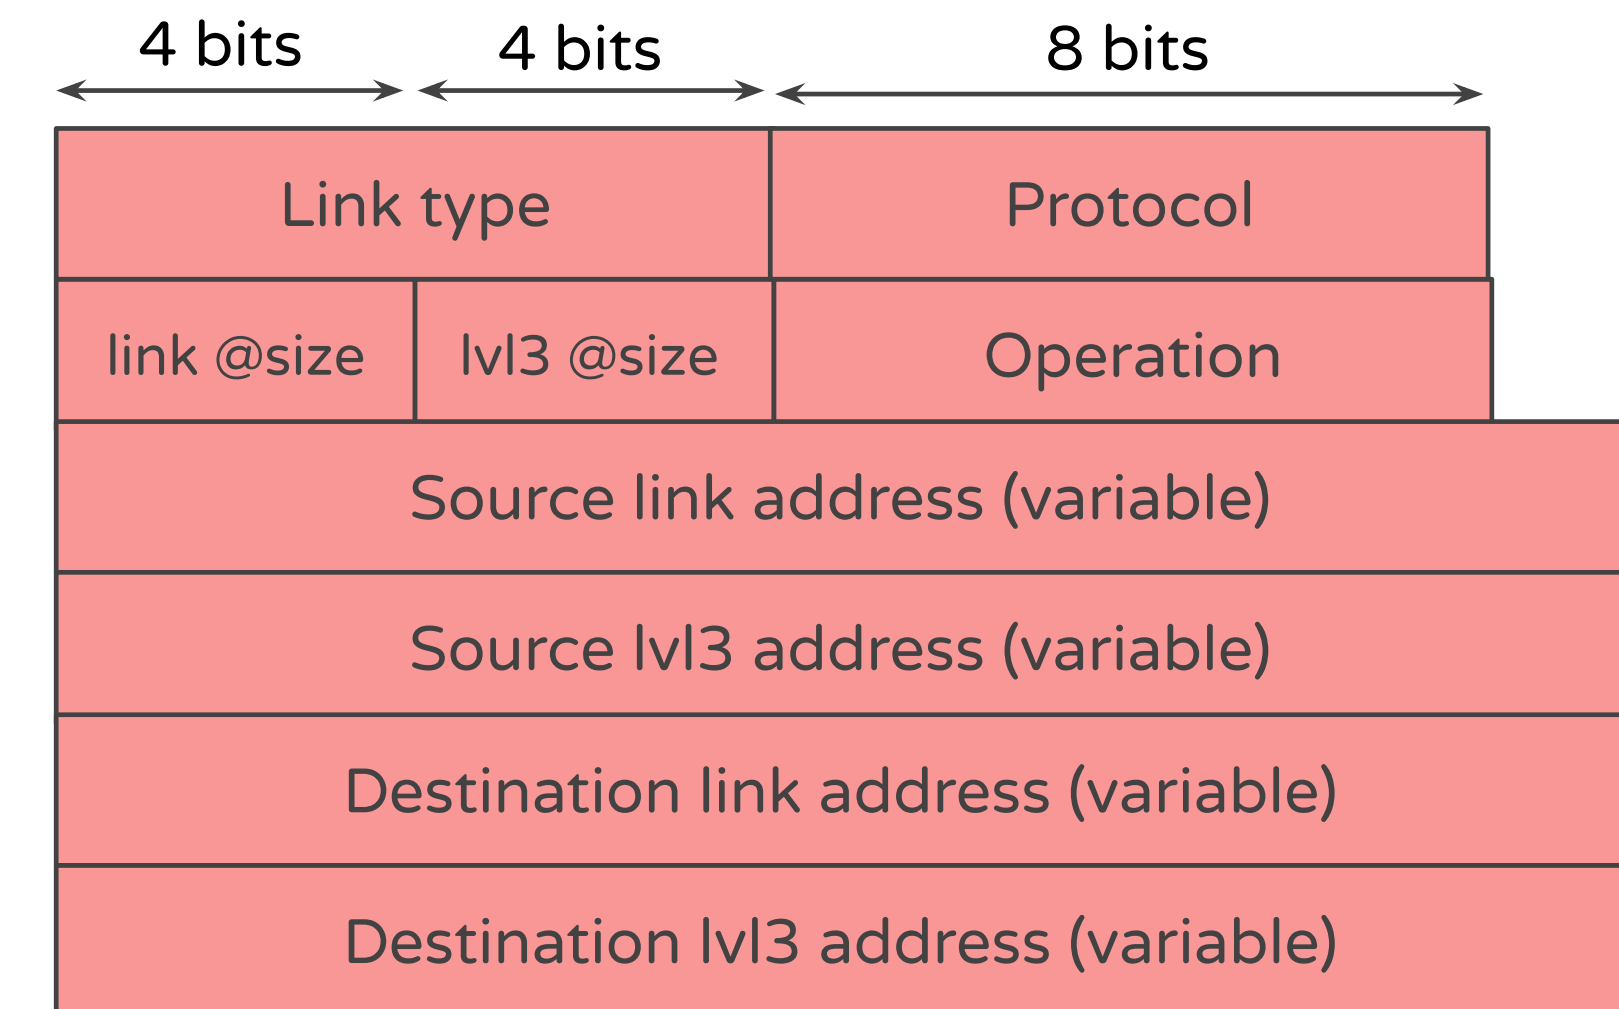 4 bits
4 bits
8 bits
Link type
Protocol
link @size
lvl3 @size
Operation
Source link address (variable)
Source lvl3 address (variable)
Destination link address (variable)
Destination lvl3 address (variable)